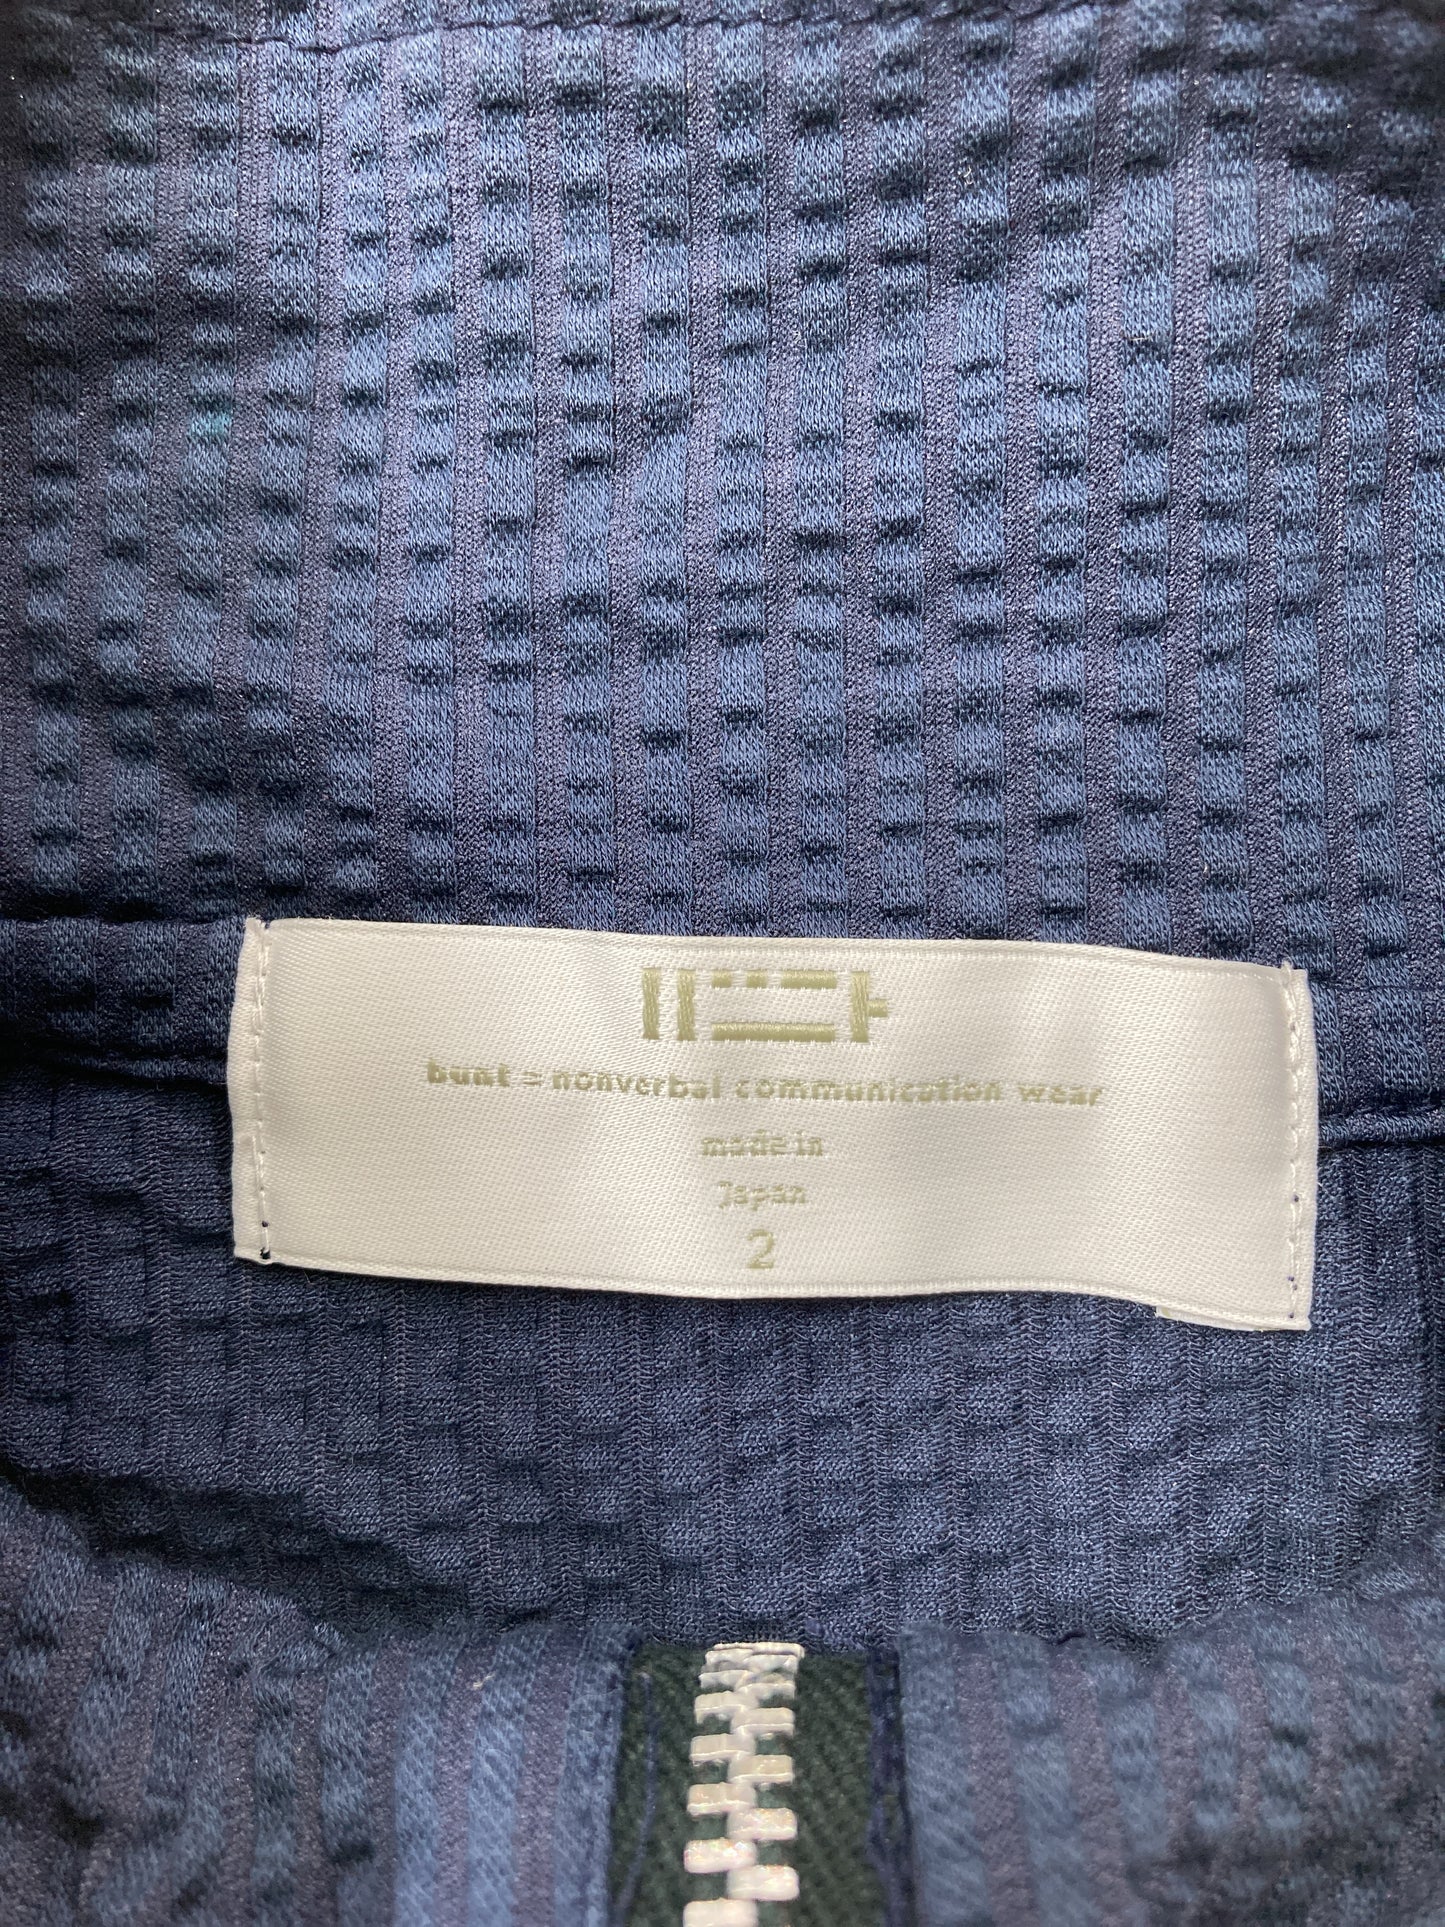 bunt = nonverbal communication wear
made in
Japan
2